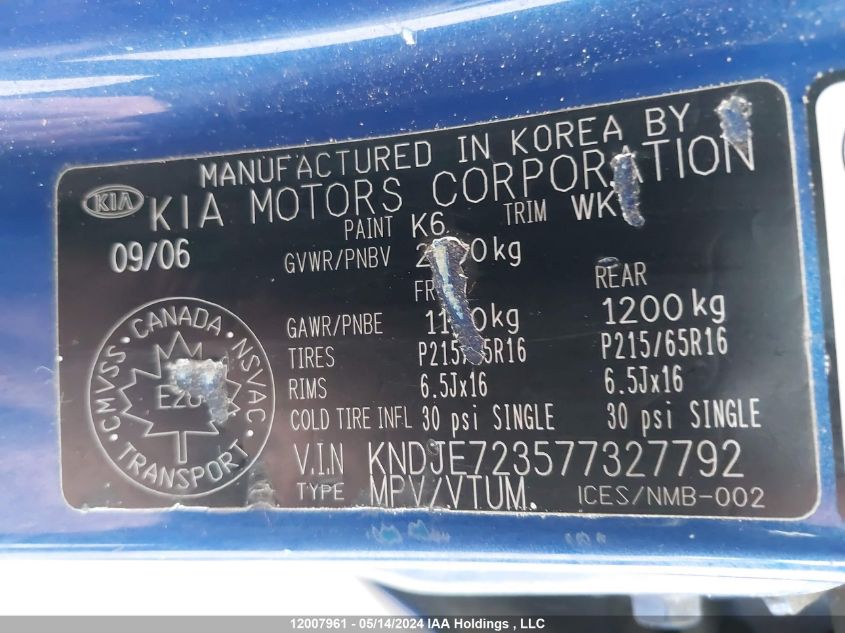 MANUFACTURED IN KOREA BY
KIA KIA MOTORS CORPORATION
09/06 PAINT K6 TRIM
GVWR/PNBV
REAR
GAWR/PNBE 1200 kg
TIRES P215/65R16
RIMS 6.5Jx16 6.5Jx16
COLD TIRE INFL 30 psi SINGLE 30 psi SINGLE
V.I.N KNDJE723577327792
TYPE MPV/VTUM. ICES/NMB-002
CMVSS · CANADA · NSVAC · TRANSPORT ·
12007961 - 05/14/2024 IAA Holdings , LLC